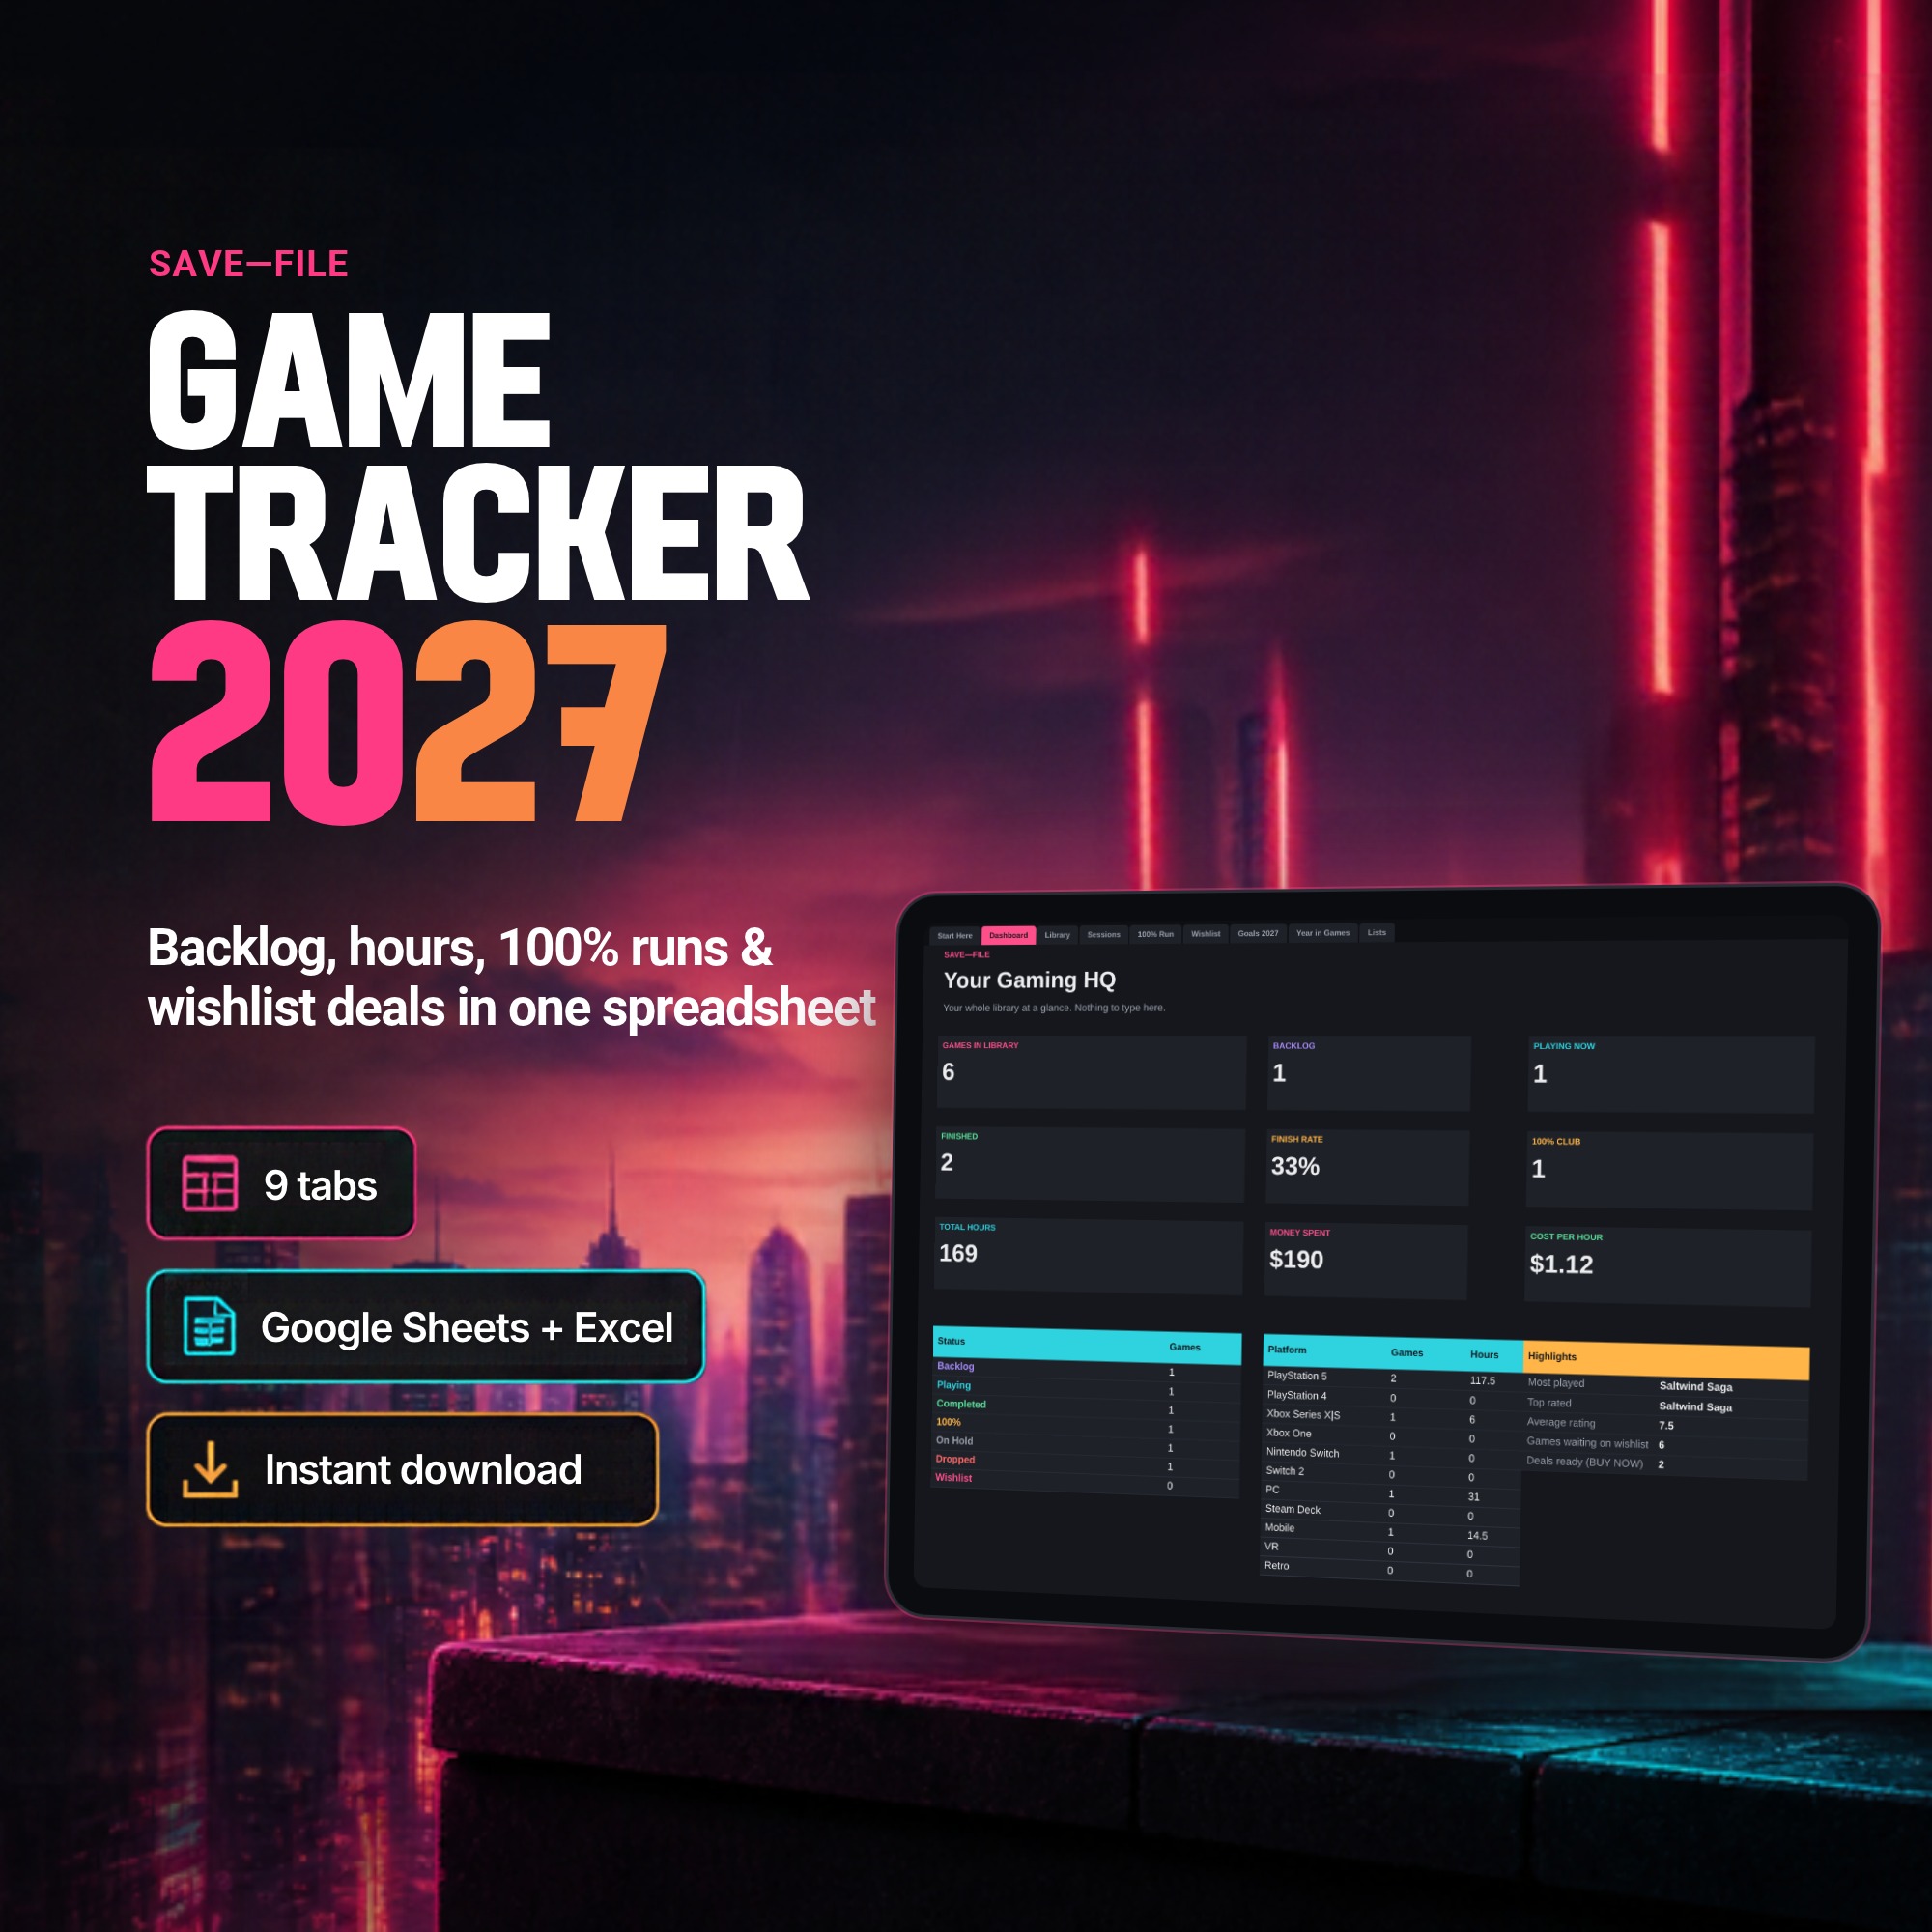 SAVE—FILE
GAME
TRACKER
2027
Backlog, hours, 100% runs &
wishlist deals in one spreadsheet
9 tabs
Google Sheets + Excel
Instant download
Start Here Dashboard Library Sessions 100% Run Wishlist Goals 2027 Year in Games Lists
SAVE—FILE
Your Gaming HQ
Your whole library at a glance. Nothing to type here.
GAMES IN LIBRARY BACKLOG PLAYING NOW
6 1 1
FINISHED FINISH RATE 100% CLUB
2 33% 1
TOTAL HOURS MONEY SPENT COST PER HOUR
169 $190 $1.12
Status Games
Backlog 1
Playing 1
Completed 1
100% 1
On Hold 1
Dropped 1
Wishlist 0
Platform Games Hours
PlayStation 5 2 117.5
PlayStation 4 0 0
Xbox Series X|S 1 6
Xbox One 0 0
Nintendo Switch 1 0
Switch 2 0 0
PC 1 31
Steam Deck 0 0
Mobile 1 14.5
VR 0 0
Retro 0 0
Highlights
Most played Saltwind Saga
Top rated Saltwind Saga
Average rating 7.5
Games waiting on wishlist 6
Deals ready (BUY NOW) 2